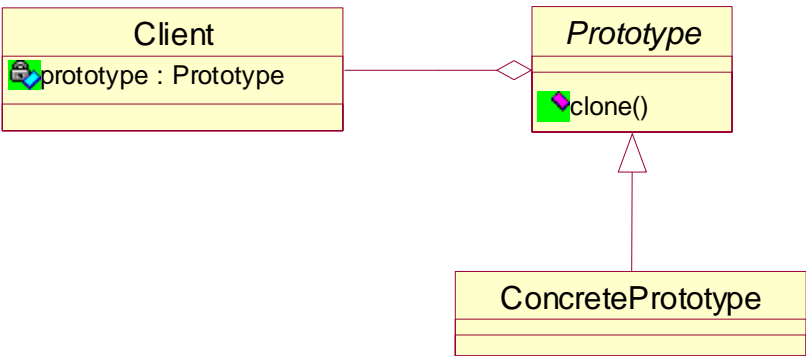 Client
prototype : Prototype
Prototype
clone()
ConcretePrototype